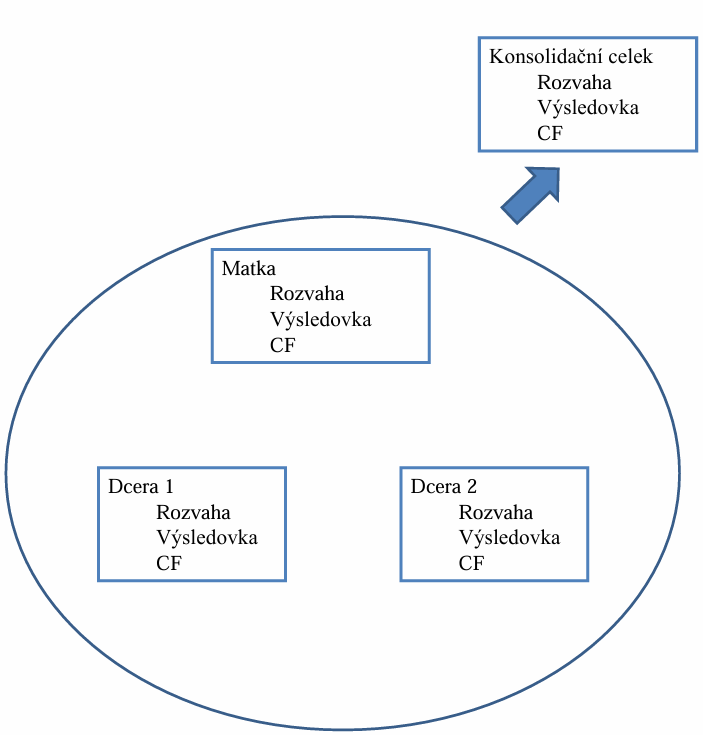 Konsolidační celek
Rozvaha
Výsledovka
CF
Matka
Rozvaha
Výsledovka
CF
Dcera 1
Rozvaha
Výsledovka
CF
Dcera 2
Rozvaha
Výsledovka
CF